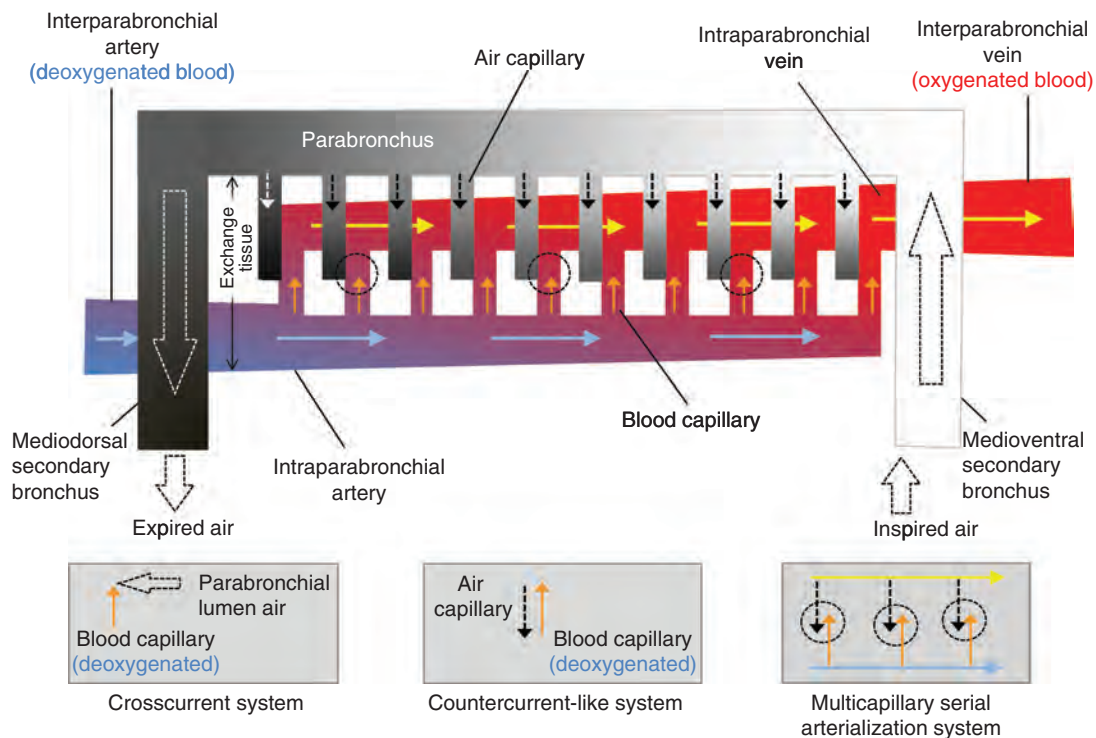 Interparabronchial
artery
(deoxygenated blood)
Air capillary
Intraparabronchial
vein
Interparabronchial
vein
(oxygenated blood)
Parabronchus
Exchange
tissue
Blood capillary
Mediodorsal
secondary
bronchus
Intraparabronchial
artery
Medioventral
secondary
bronchus
Expired air
Inspired air
Parabronchial
lumen air
Blood capillary
(deoxygenated)
Crosscurrent system
Air
capillary
Blood capillary
(deoxygenated)
Countercurrent-like system
Multicapillary serial
arterialization system